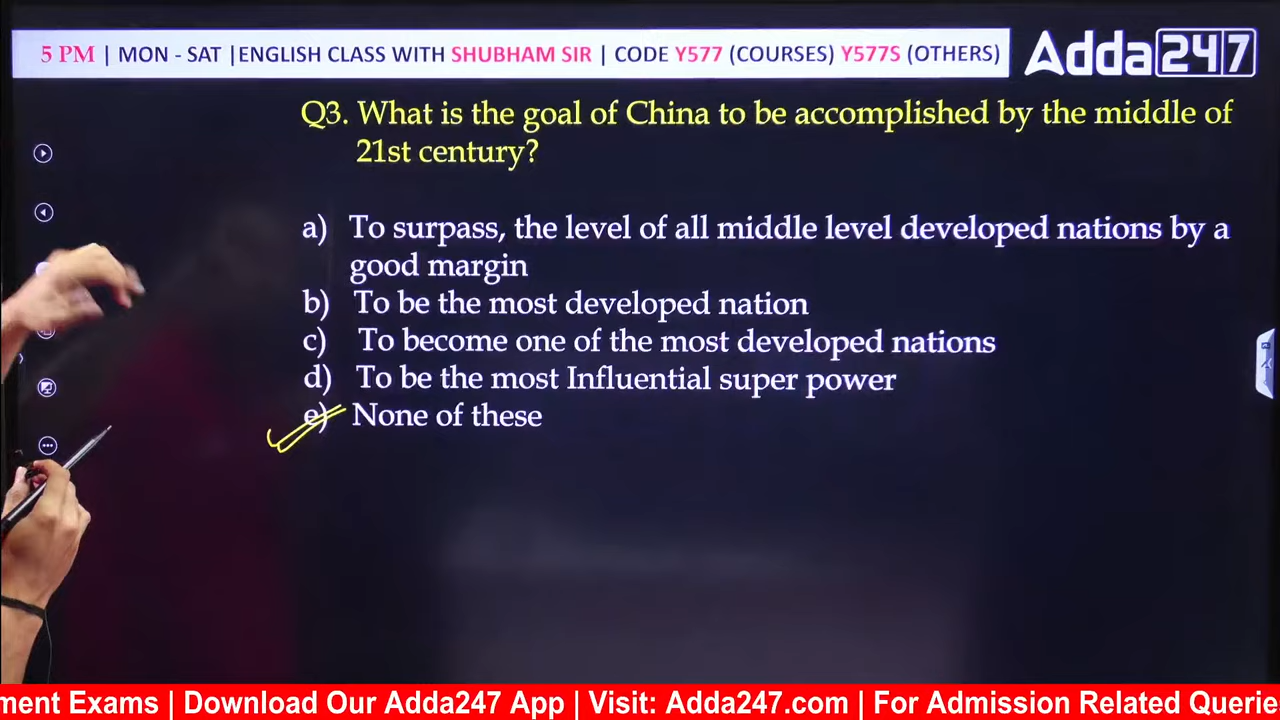 5 PM | MON - SAT |ENGLISH CLASS WITH SHUBHAM SIR | CODE Y577 (COURSES) Y577S (OTHERS)
Adda247
Q3. What is the goal of China to be accomplished by the middle of
21st century?
a) To surpass, the level of all middle level developed nations by a
good margin
b) To be the most developed nation
c) To become one of the most developed nations
d) To be the most Influential super power
e) None of these
ment Exams | Download Our Adda247 App | Visit: Adda247.com | For Admission Related Querie